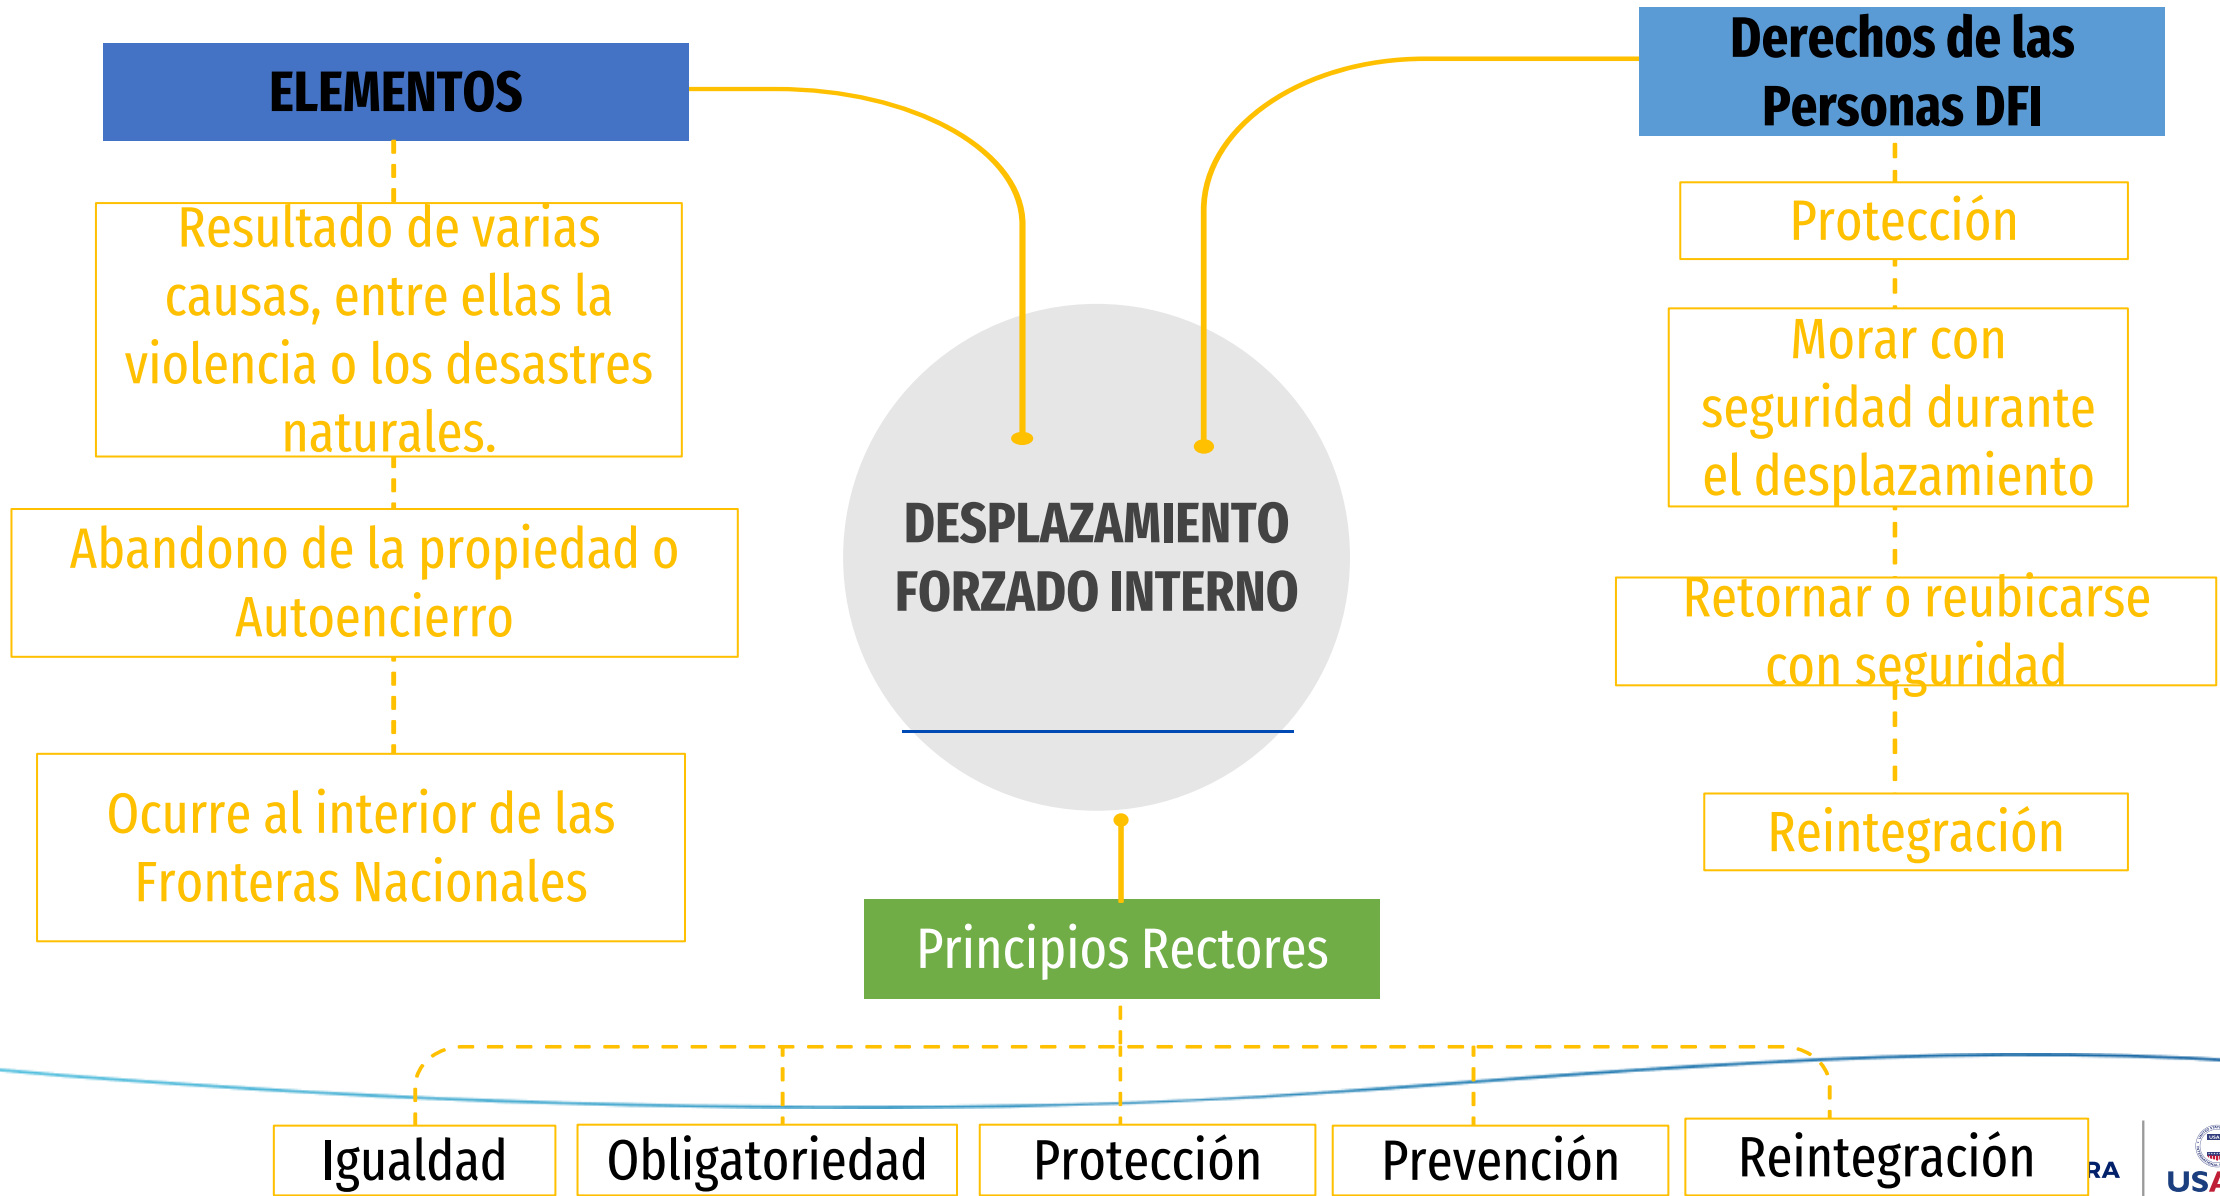 ELEMENTOS
Resultado de varias
causas, entre ellas la
violencia o los desastres
naturales.
Abandono de la propiedad o
Autoencierro
Ocurre al interior de las
Fronteras Nacionales
DESPLAZAMIENTO
FORZADO INTERNO
Derechos de las
Personas DFI
Protección
Morar con
seguridad durante
el desplazamiento
Retornar o reubicarse
con seguridad
Reintegración
Principios Rectores
Igualdad
Obligatoriedad
Protección
Prevención
Reintegración
RA